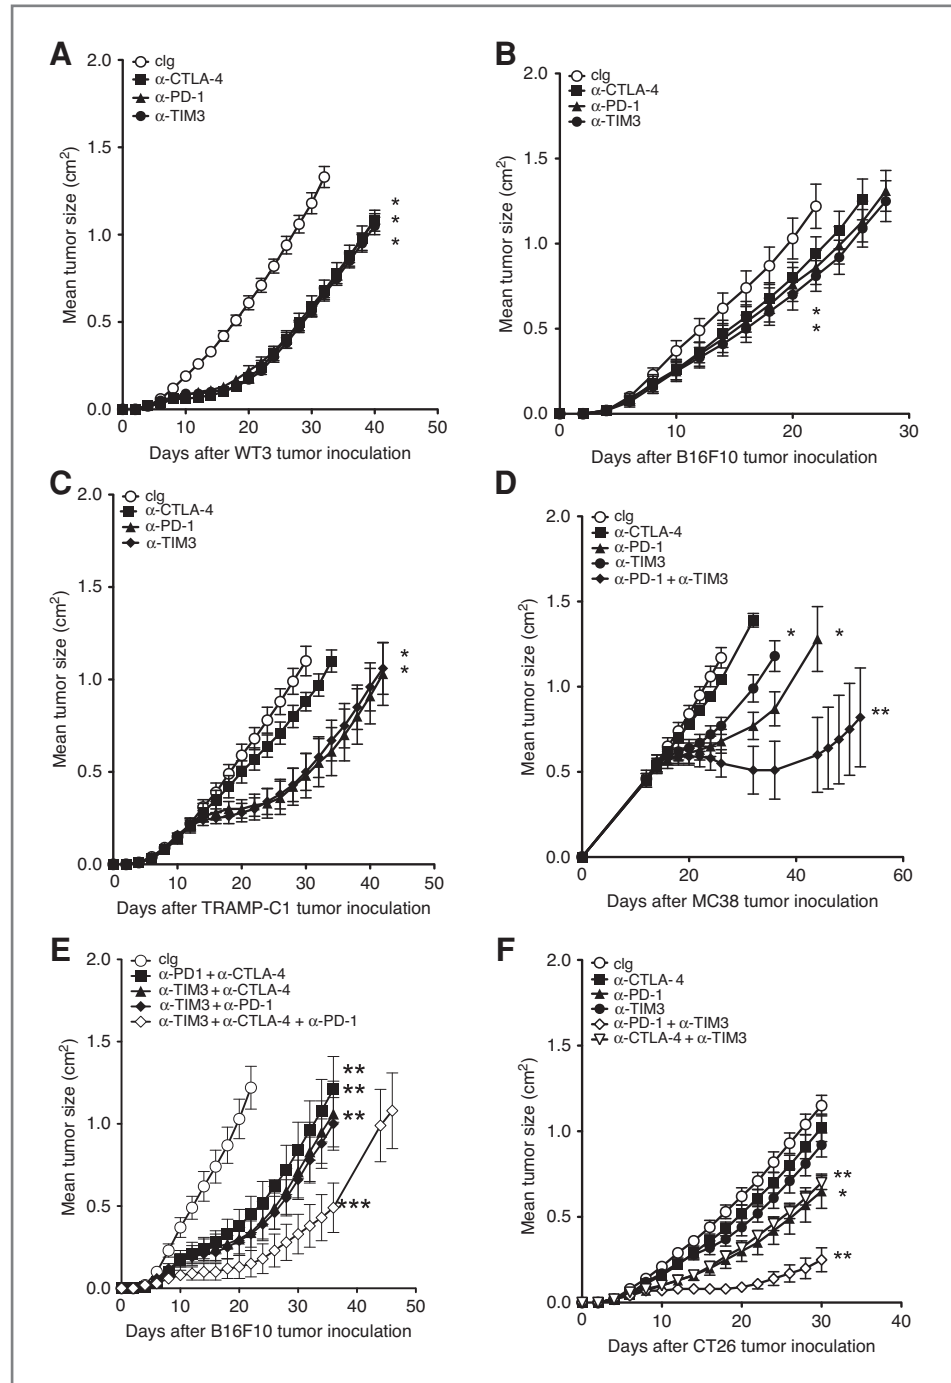 A
2.0
1.5
1.0
0.5
0.0
Mean tumor size (cm²)
cIg
α-CTLA-4
α-PD-1
α-TIM3
*
*
*
0
10
20
30
40
50
Days after WT3 tumor inoculation
B
2.0
1.5
1.0
0.5
0.0
Mean tumor size (cm²)
cIg
α-CTLA-4
α-PD-1
α-TIM3
*
*
0
10
20
30
Days after B16F10 tumor inoculation
C
2.0
1.5
1.0
0.5
0.0
Mean tumor size (cm²)
cIg
α-CTLA-4
α-PD-1
α-TIM3
*
*
0
10
20
30
40
50
Days after TRAMP-C1 tumor inoculation
D
2.0
1.5
1.0
0.5
0.0
Mean tumor size (cm²)
cIg
α-CTLA-4
α-PD-1
α-TIM3
α-PD-1 + α-TIM3
*
*
**
0
20
40
60
Days after MC38 tumor inoculation
E
2.0
1.5
1.0
0.5
0.0
Mean tumor size (cm²)
cIg
α-PD1 + α-CTLA-4
α-TIM3 + α-CTLA-4
α-TIM3 + α-PD-1
α-TIM3 + α-CTLA-4 + α-PD-1
**
**
**
***
0
10
20
30
40
50
Days after B16F10 tumor inoculation
F
2.0
1.5
1.0
0.5
0.0
Mean tumor size (cm²)
cIg
α-CTLA-4
α-PD-1
α-TIM3
α-PD-1 + α-TIM3
α-CTLA-4 + α-TIM3
**
*
**
0
10
20
30
40
Days after CT26 tumor inoculation